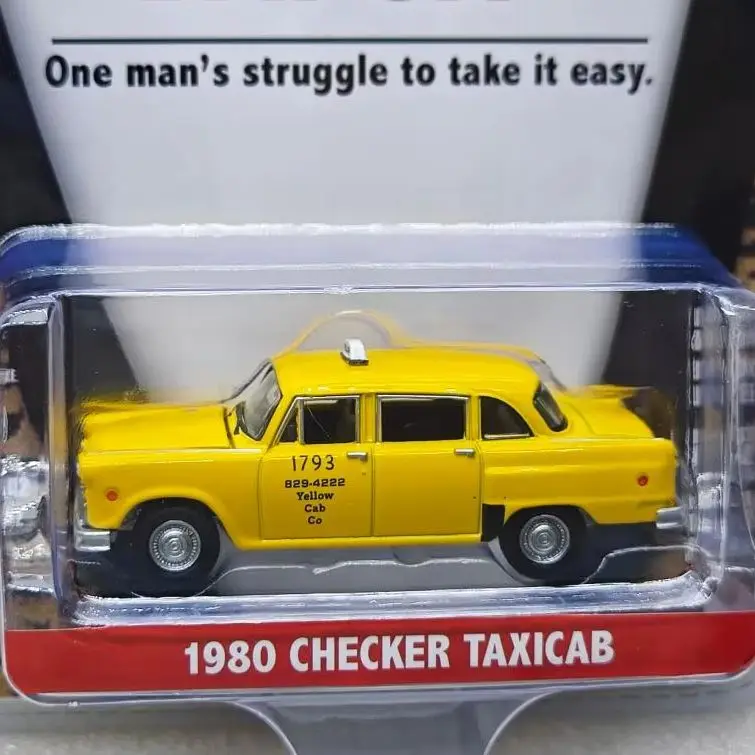 One man's struggle to take it easy.
1793
829-4222
Yellow
Cab
Co
1980 CHECKER TAXICAB